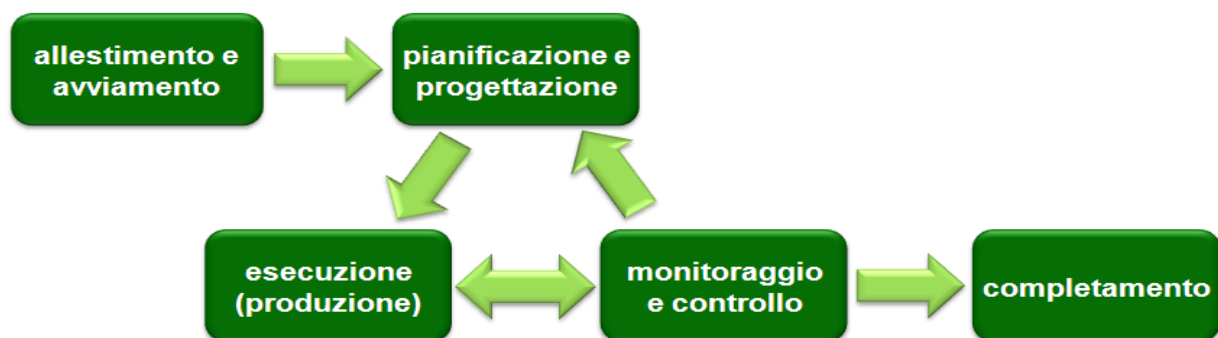 allestimento e
avviamento
pianificazione e
progettazione
esecuzione
(produzione)
monitoraggio
e controllo
completamento